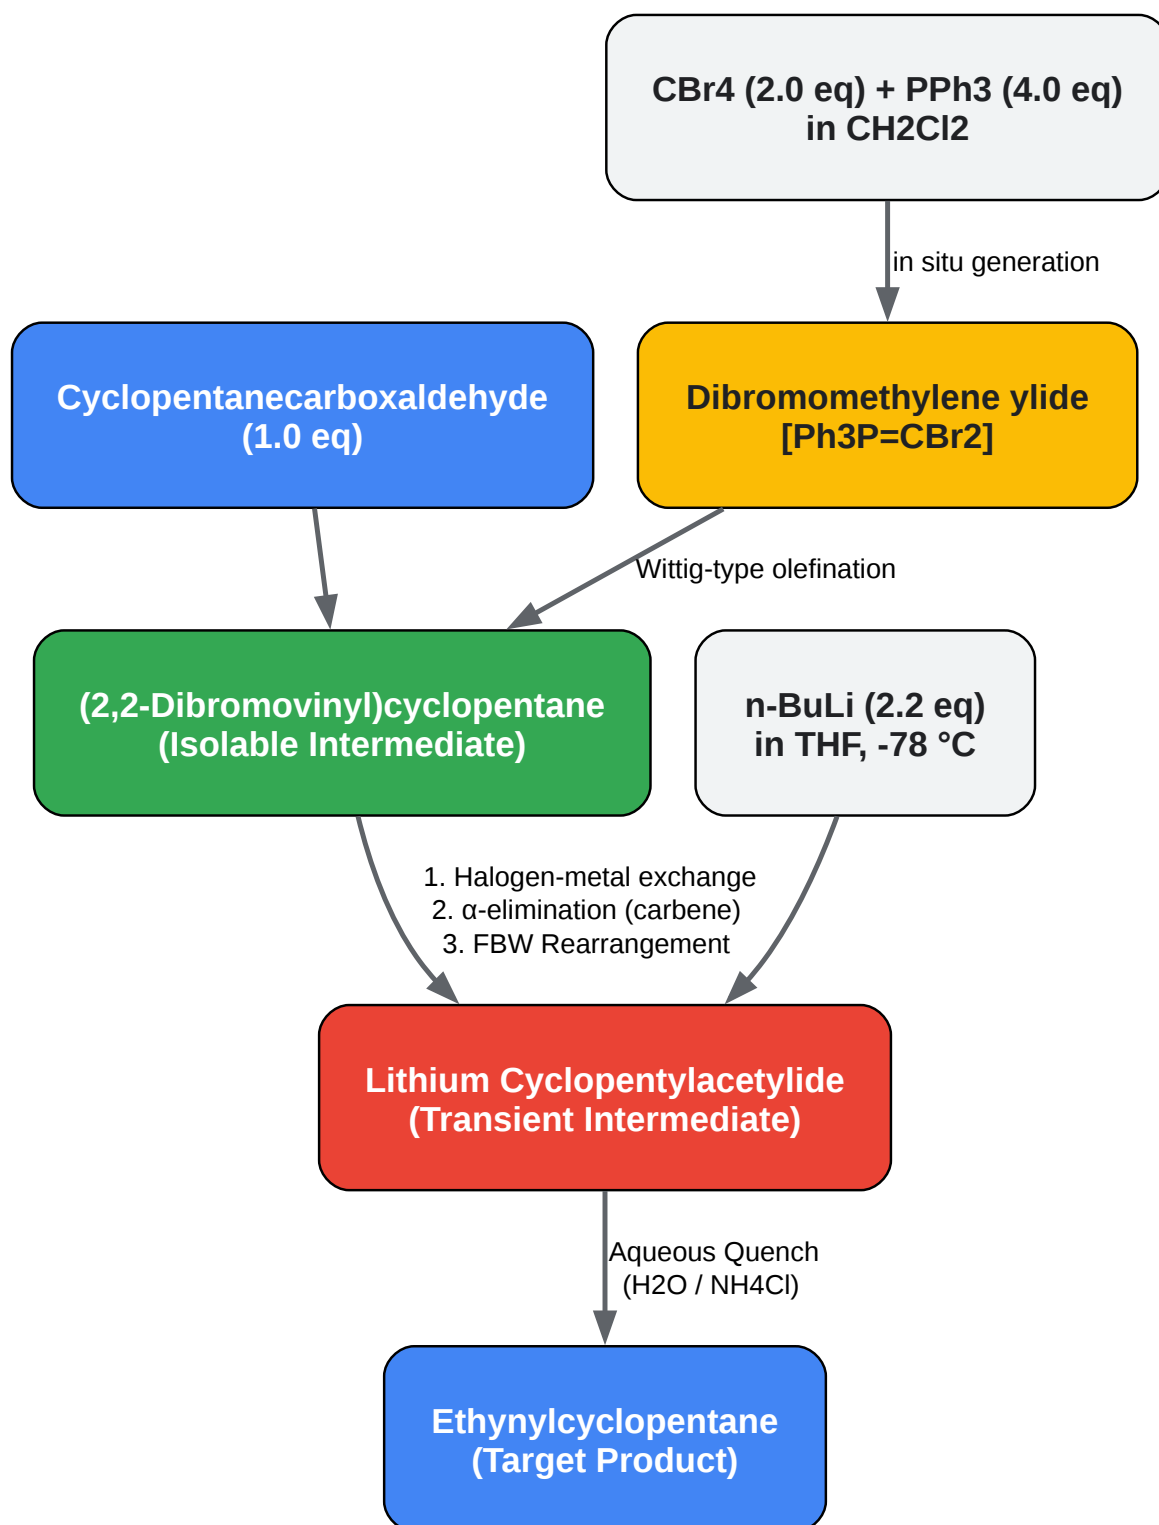 CBr4 (2.0 eq) + PPh3 (4.0 eq)
in CH2Cl2
in situ generation
Cyclopentanecarboxaldehyde
(1.0 eq)
Dibromomethylene ylide
[Ph3P=CBr2]
Wittig-type olefination
(2,2-Dibromovinyl)cyclopentane
(Isolable Intermediate)
n-BuLi (2.2 eq)
in THF, -78 °C
1. Halogen-metal exchange
2. α-elimination (carbene)
3. FBW Rearrangement
Lithium Cyclopentylacetylide
(Transient Intermediate)
Aqueous Quench
(H2O / NH4Cl)
Ethynylcyclopentane
(Target Product)